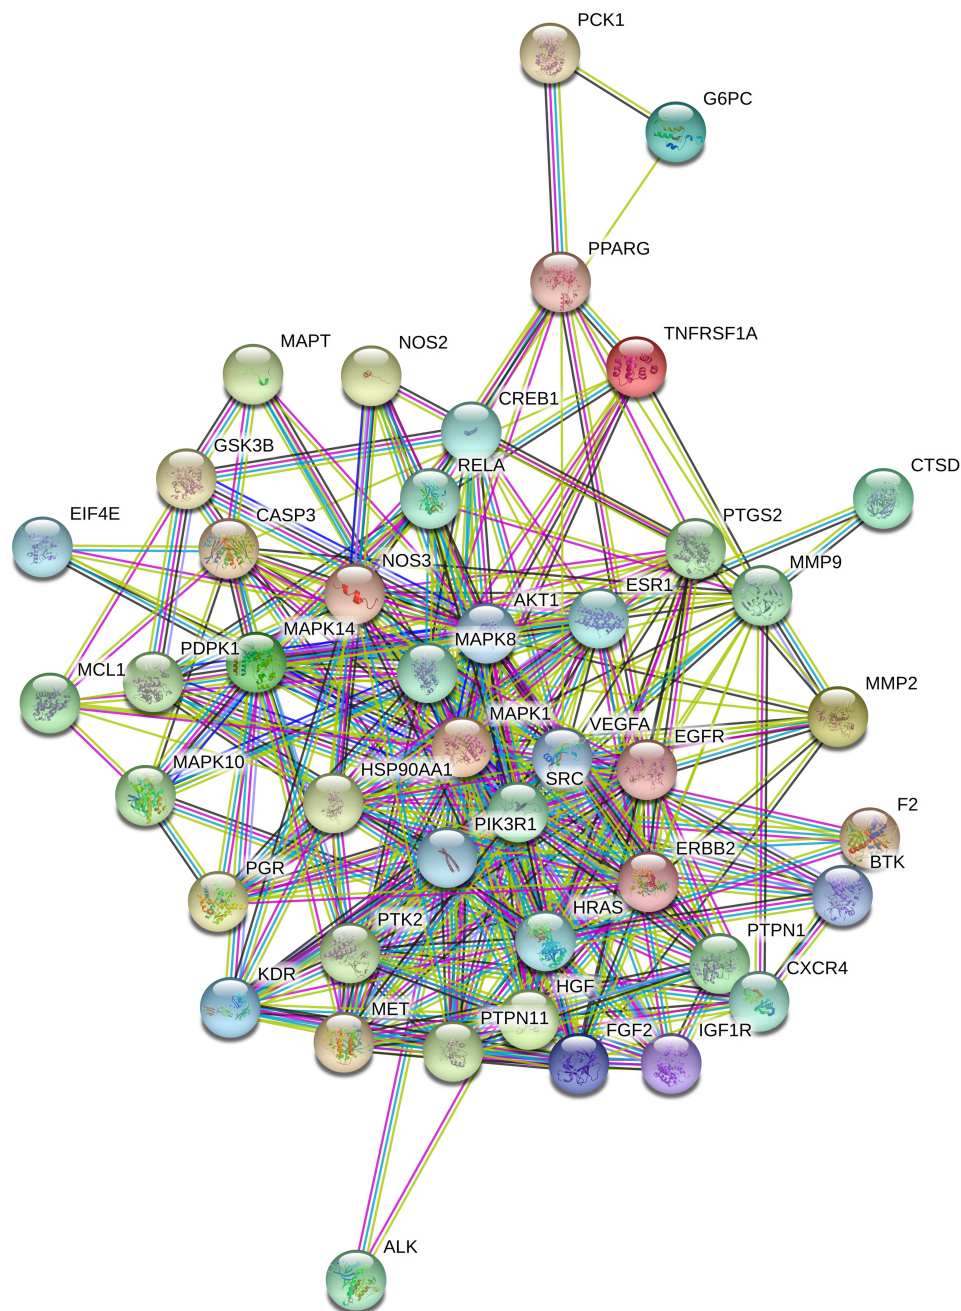 PCK1
G6PC
PPARG
TNFRSF1A
MAPT
NOS2
CREB1
GSK3B
RELA
CTSD
EIF4E
CASP3
PTGS2
NOS3
MMP9
ESR1
AKT1
MAPK14
MAPK8
PDPK1
MCL1
MMP2
MAPK1
VEGFA
EGFR
MAPK10
HSP90AA1
SRC
F2
PIK3R1
ERBB2
BTK
PGR
HRAS
PTK2
PTPN1
CXCR4
KDR
HGF
MET
PTPN11
FGF2
IGF1R
ALK